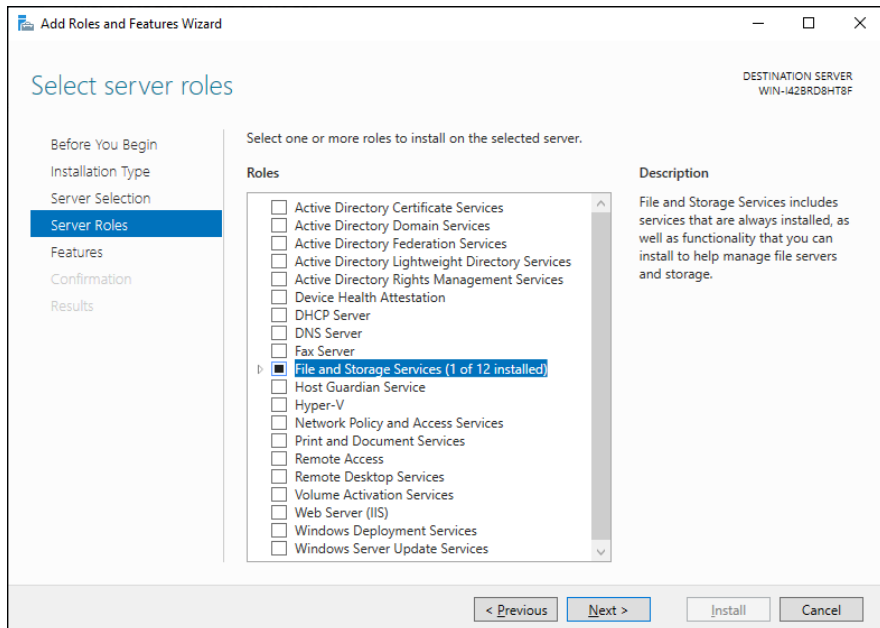 Add Roles and Features Wizard
Select server roles
DESTINATION SERVER
WIN-I42BRD8HT8F
Before You Begin
Installation Type
Server Selection
Server Roles
Features
Confirmation
Results
Select one or more roles to install on the selected server.
Roles
Active Directory Certificate Services
Active Directory Domain Services
Active Directory Federation Services
Active Directory Lightweight Directory Services
Active Directory Rights Management Services
Device Health Attestation
DHCP Server
DNS Server
Fax Server
File and Storage Services (1 of 12 installed)
Host Guardian Service
Hyper-V
Network Policy and Access Services
Print and Document Services
Remote Access
Remote Desktop Services
Volume Activation Services
Web Server (IIS)
Windows Deployment Services
Windows Server Update Services
Description
File and Storage Services includes
services that are always installed, as
well as functionality that you can
install to help manage file servers
and storage.
< Previous
Next >
Install
Cancel